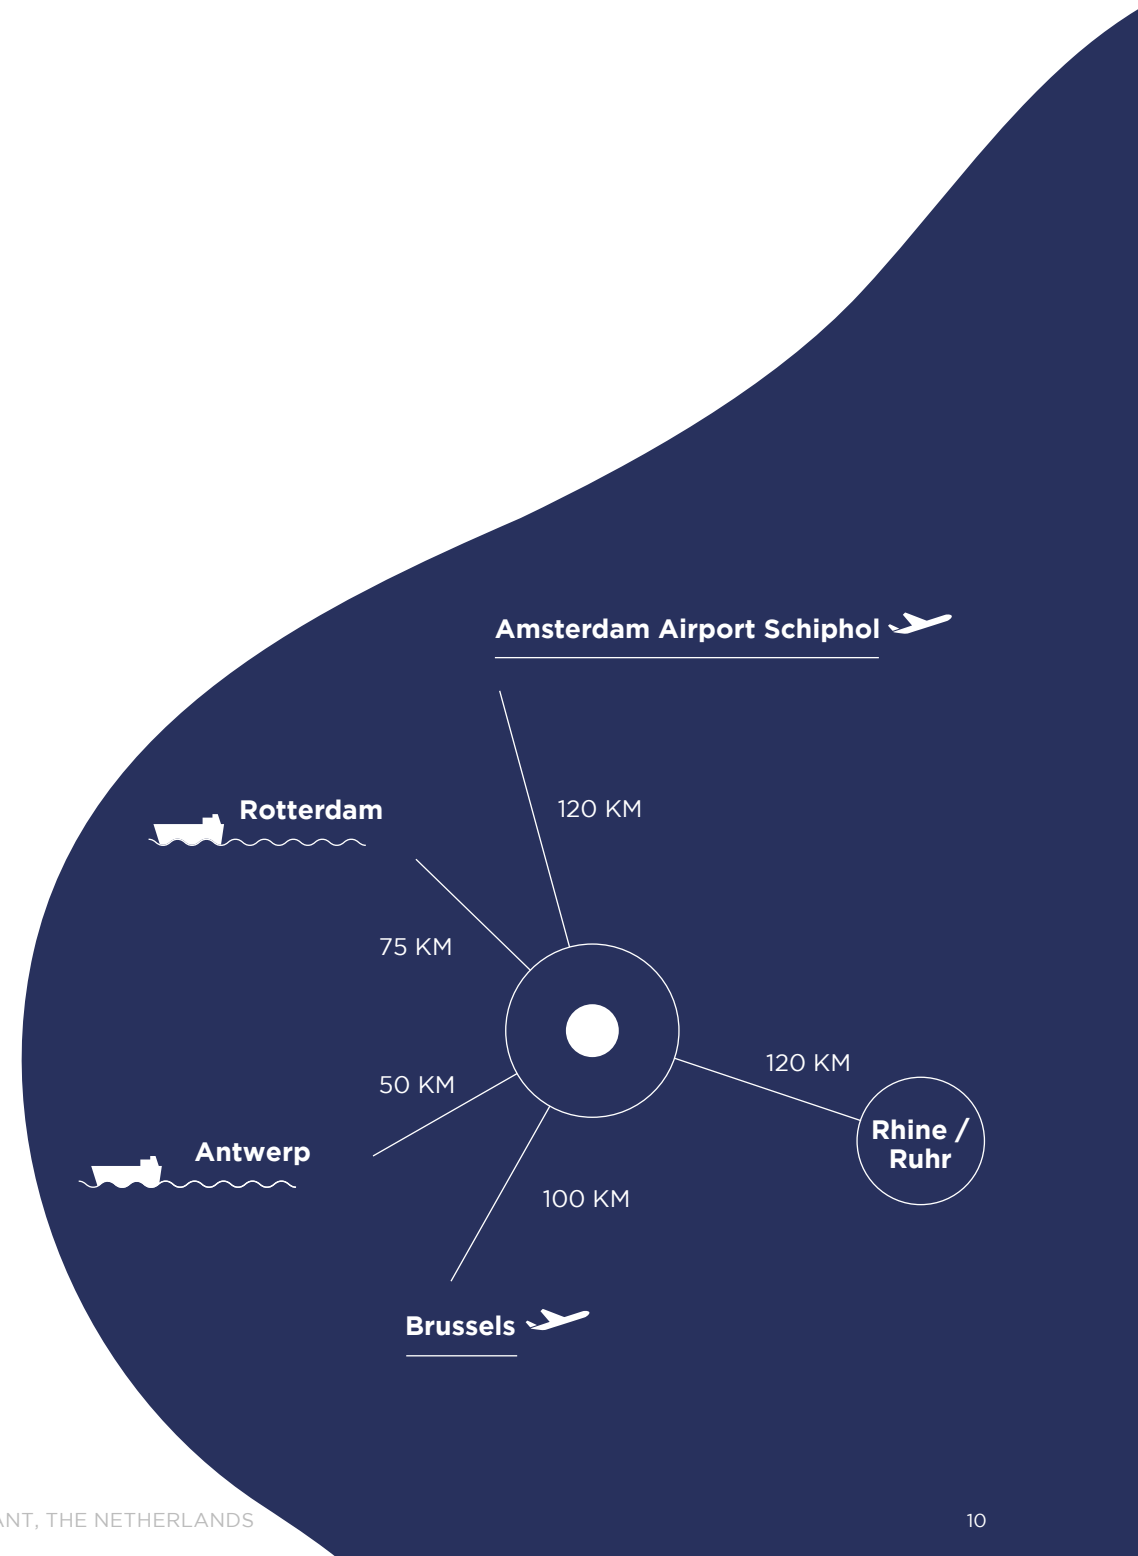 Amsterdam Airport Schiphol
Rotterdam
120 KM
75 KM
120 KM
50 KM
Rhine /
Ruhr
Antwerp
100 KM
Brussels
ANT, THE NETHERLANDS
10